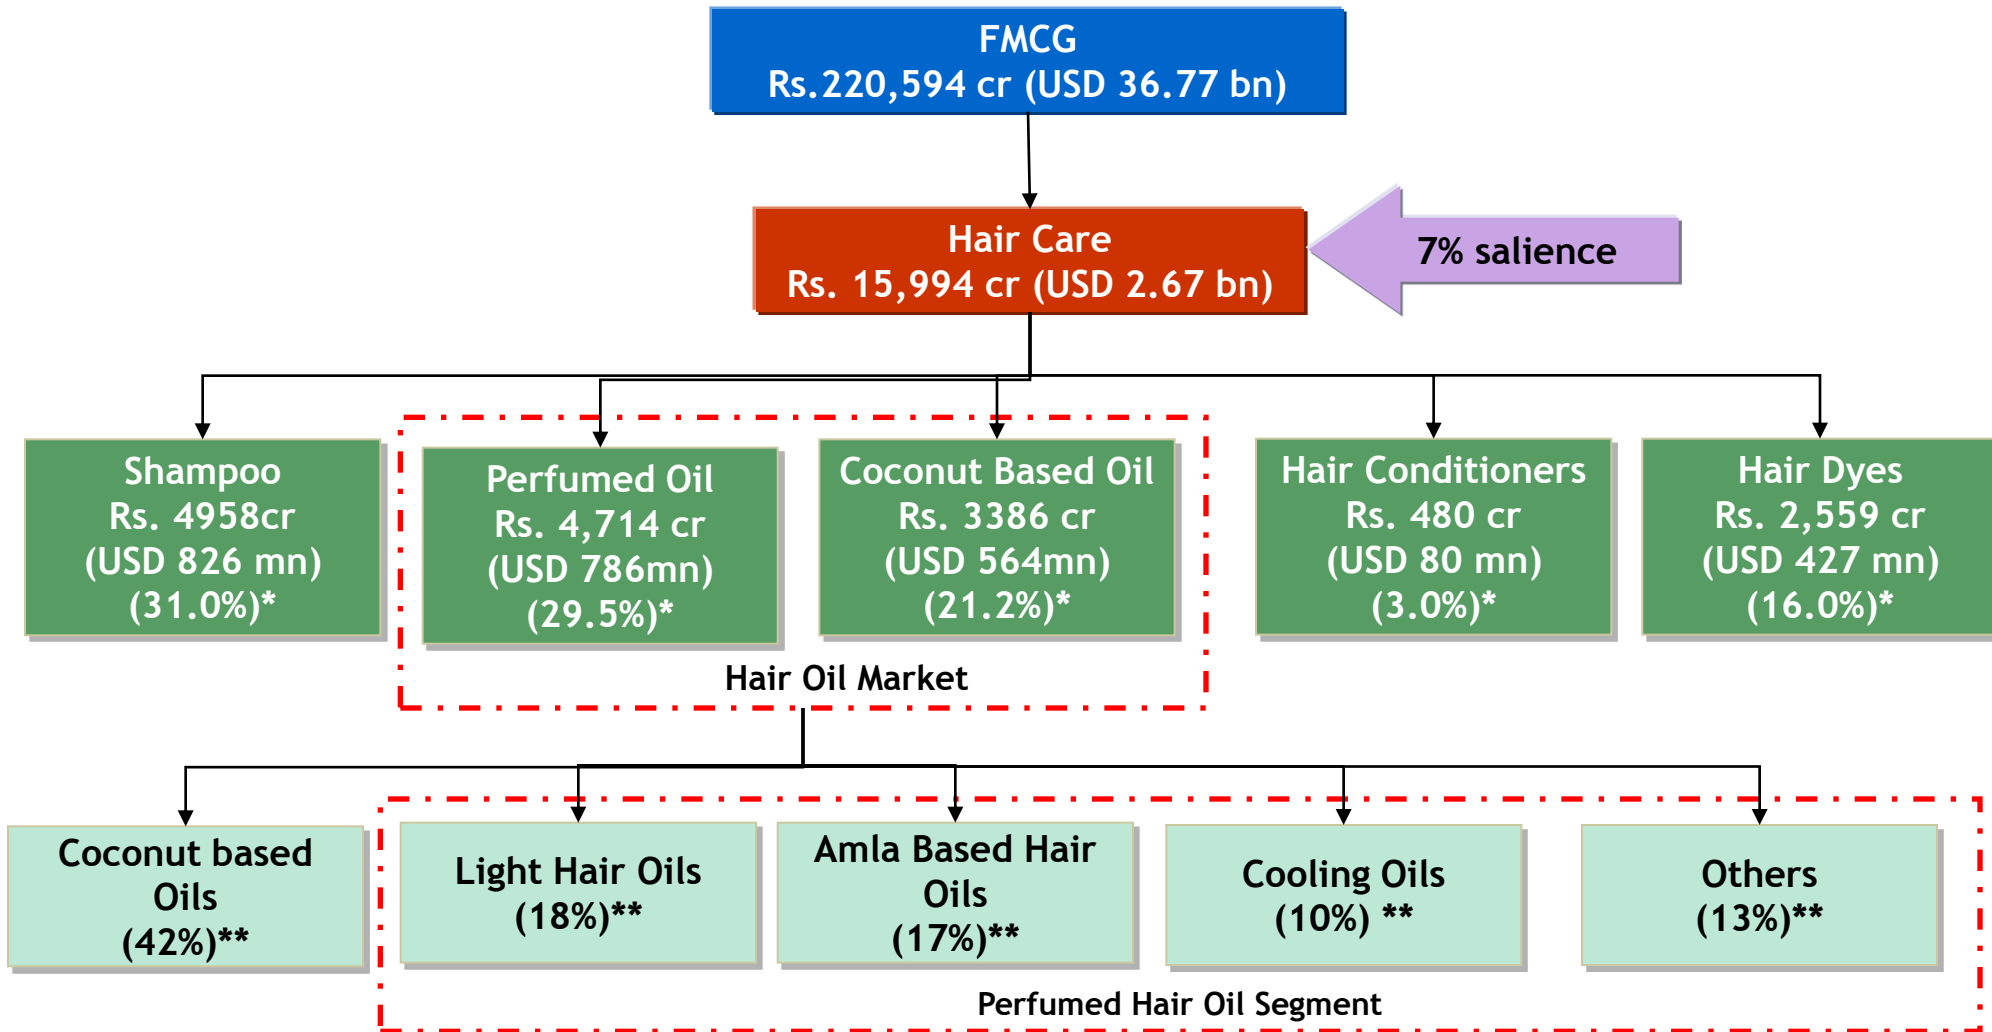 FMCG
Rs.220,594 cr (USD 36.77 bn)
Hair Care
Rs. 15,994 cr (USD 2.67 bn)
7% salience
Shampoo
Rs. 4958cr
(USD 826 mn)
(31.0%)*
Perfumed Oil
Rs. 4,714 cr
(USD 786mn)
(29.5%)*
Coconut Based Oil
Rs. 3386 cr
(USD 564mn)
(21.2%)*
Hair Conditioners
Rs. 480 cr
(USD 80 mn)
(3.0%)*
Hair Dyes
Rs. 2,559 cr
(USD 427 mn)
(16.0%)*
Hair Oil Market
Coconut based
Oils
(42%)**
Light Hair Oils
(18%)**
Amla Based Hair
Oils
(17%)**
Cooling Oils
(10%) **
Others
(13%)**
Perfumed Hair Oil Segment